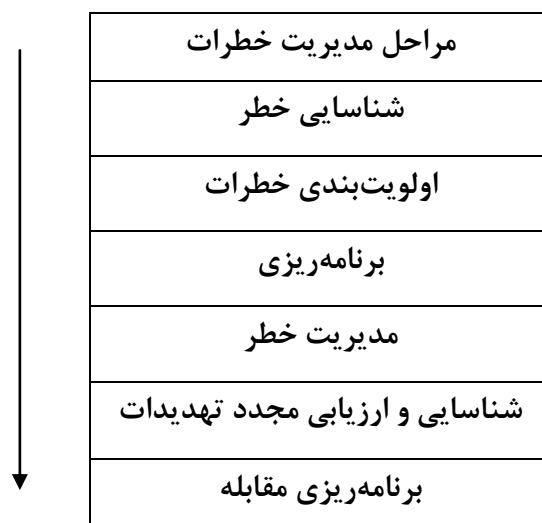 مراحل مدیریت خطرات
شناسایی خطر
اولویت‌بندی خطرات
برنامه‌ریزی
مدیریت خطر
شناسایی و ارزیابی مجدد تهدیدات
برنامه‌ریزی مقابله